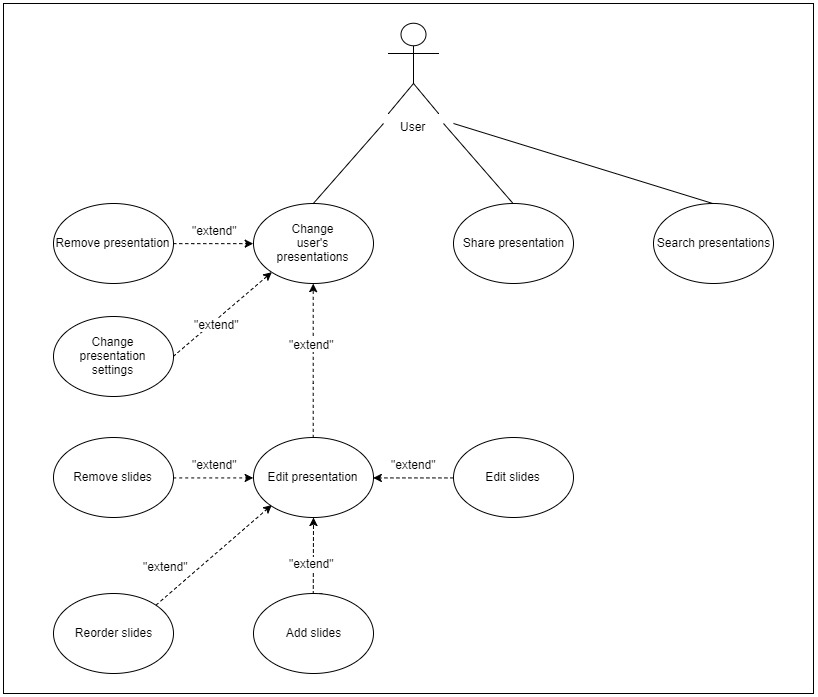 User
Remove presentation
"extend"
Change
user's
presentations
Share presentation
Search presentations
"extend"
Change
presentation
settings
"extend"
Remove slides
"extend"
Edit presentation
"extend"
Edit slides
"extend"
"extend"
Reorder slides
Add slides